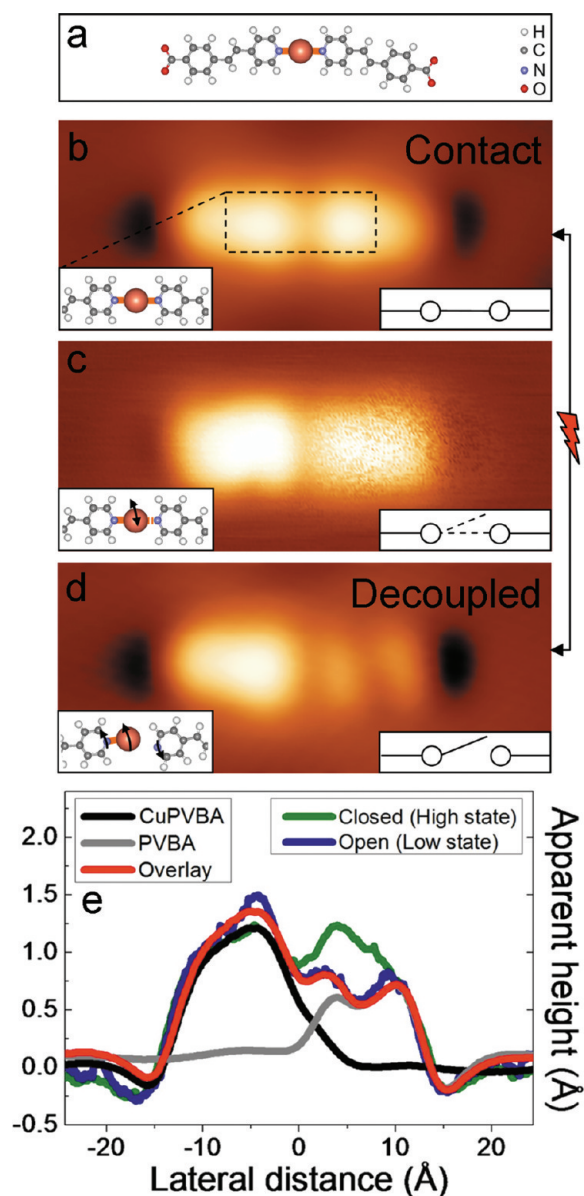 a
H
C
N
O
b
Contact
c
d
Decoupled
CuPVBA
PVBA
Overlay
Closed (High state)
Open (Low state)
e
2.0
1.5
1.0
0.5
0.0
-0.5
-20
-10
0
10
20
Lateral distance (Å)
Apparent height (Å)